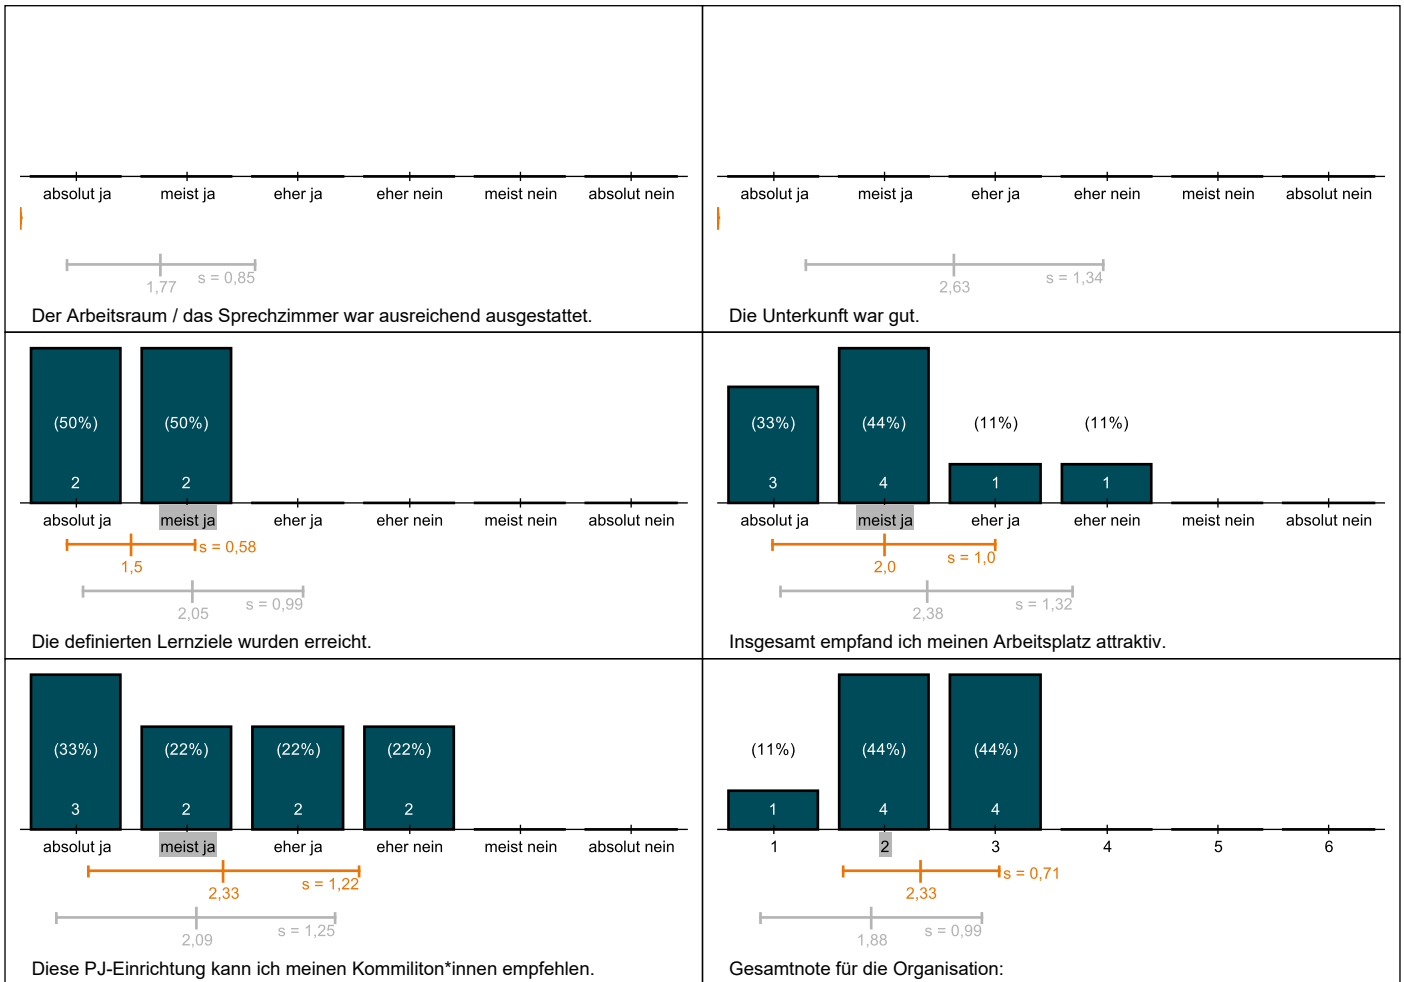 absolut ja meist ja eher ja eher nein meist nein absolut nein
s = 0,85
1,77
Der Arbeitsraum / das Sprechzimmer war ausreichend ausgestattet.
absolut ja meist ja eher ja eher nein meist nein absolut nein
s = 1,34
2,63
Die Unterkunft war gut.
(50%) (50%)
2 2
absolut ja meist ja eher ja eher nein meist nein absolut nein
s = 0,58
1,5
s = 0,99
2,05
Die definierten Lernziele wurden erreicht.
(33%) (44%) (11%) (11%)
3 4 1 1
absolut ja meist ja eher ja eher nein meist nein absolut nein
s = 1,0
2,0
s = 1,32
2,38
Insgesamt empfand ich meinen Arbeitsplatz attraktiv.
(33%) (22%) (22%) (22%)
3 2 2 2
absolut ja meist ja eher ja eher nein meist nein absolut nein
s = 1,22
2,33
s = 1,25
2,09
Diese PJ-Einrichtung kann ich meinen Kommiliton*innen empfehlen.
(11%) (44%) (44%)
1 4 4
1 2 3 4 5 6
s = 0,71
2,33
s = 0,99
1,88
Gesamtnote für die Organisation: